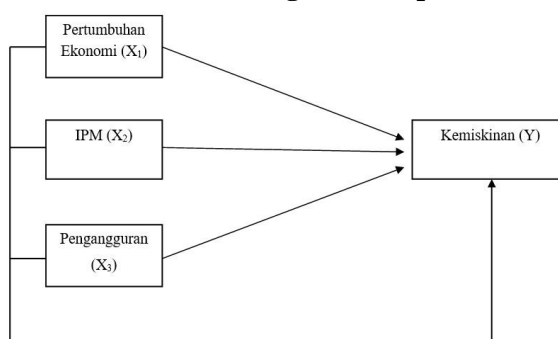 Pertumbuhan
Ekonomi (X₁)
IPM (X₂)
Kemiskinan (Y)
Pengangguran
(X₃)